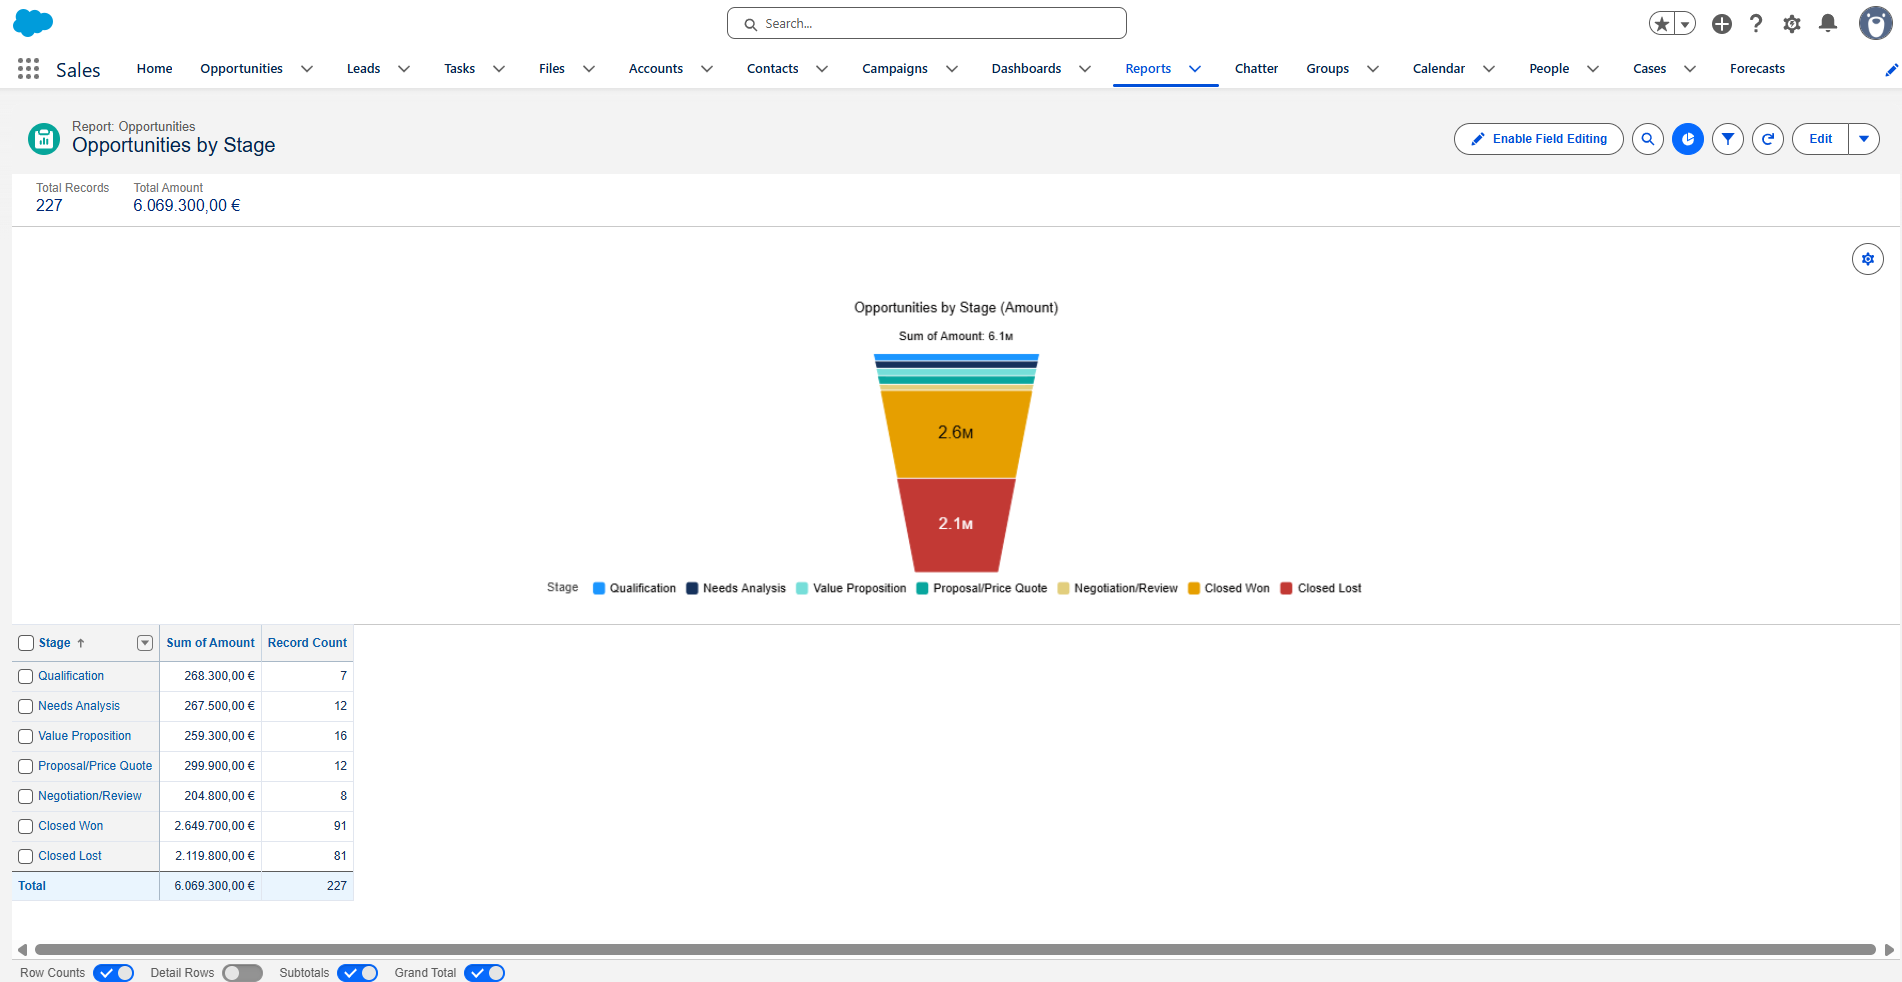 Search...
Sales Home Opportunities Leads Tasks Files Accounts Contacts Campaigns Dashboards Reports Chatter Groups Calendar People Cases Forecasts
Report: Opportunities
Opportunities by Stage
Enable Field Editing Edit
Total Records Total Amount
227 6.069.300,00 €
Opportunities by Stage (Amount)
Sum of Amount: 6.1M
2.6M
2.1M
Stage Qualification Needs Analysis Value Proposition Proposal/Price Quote Negotiation/Review Closed Won Closed Lost
Stage ↑ Sum of Amount Record Count
Qualification 268.300,00 € 7
Needs Analysis 267.500,00 € 12
Value Proposition 259.300,00 € 16
Proposal/Price Quote 299.900,00 € 12
Negotiation/Review 204.800,00 € 8
Closed Won 2.649.700,00 € 91
Closed Lost 2.119.800,00 € 81
Total 6.069.300,00 € 227
Row Counts Detail Rows Subtotals Grand Total